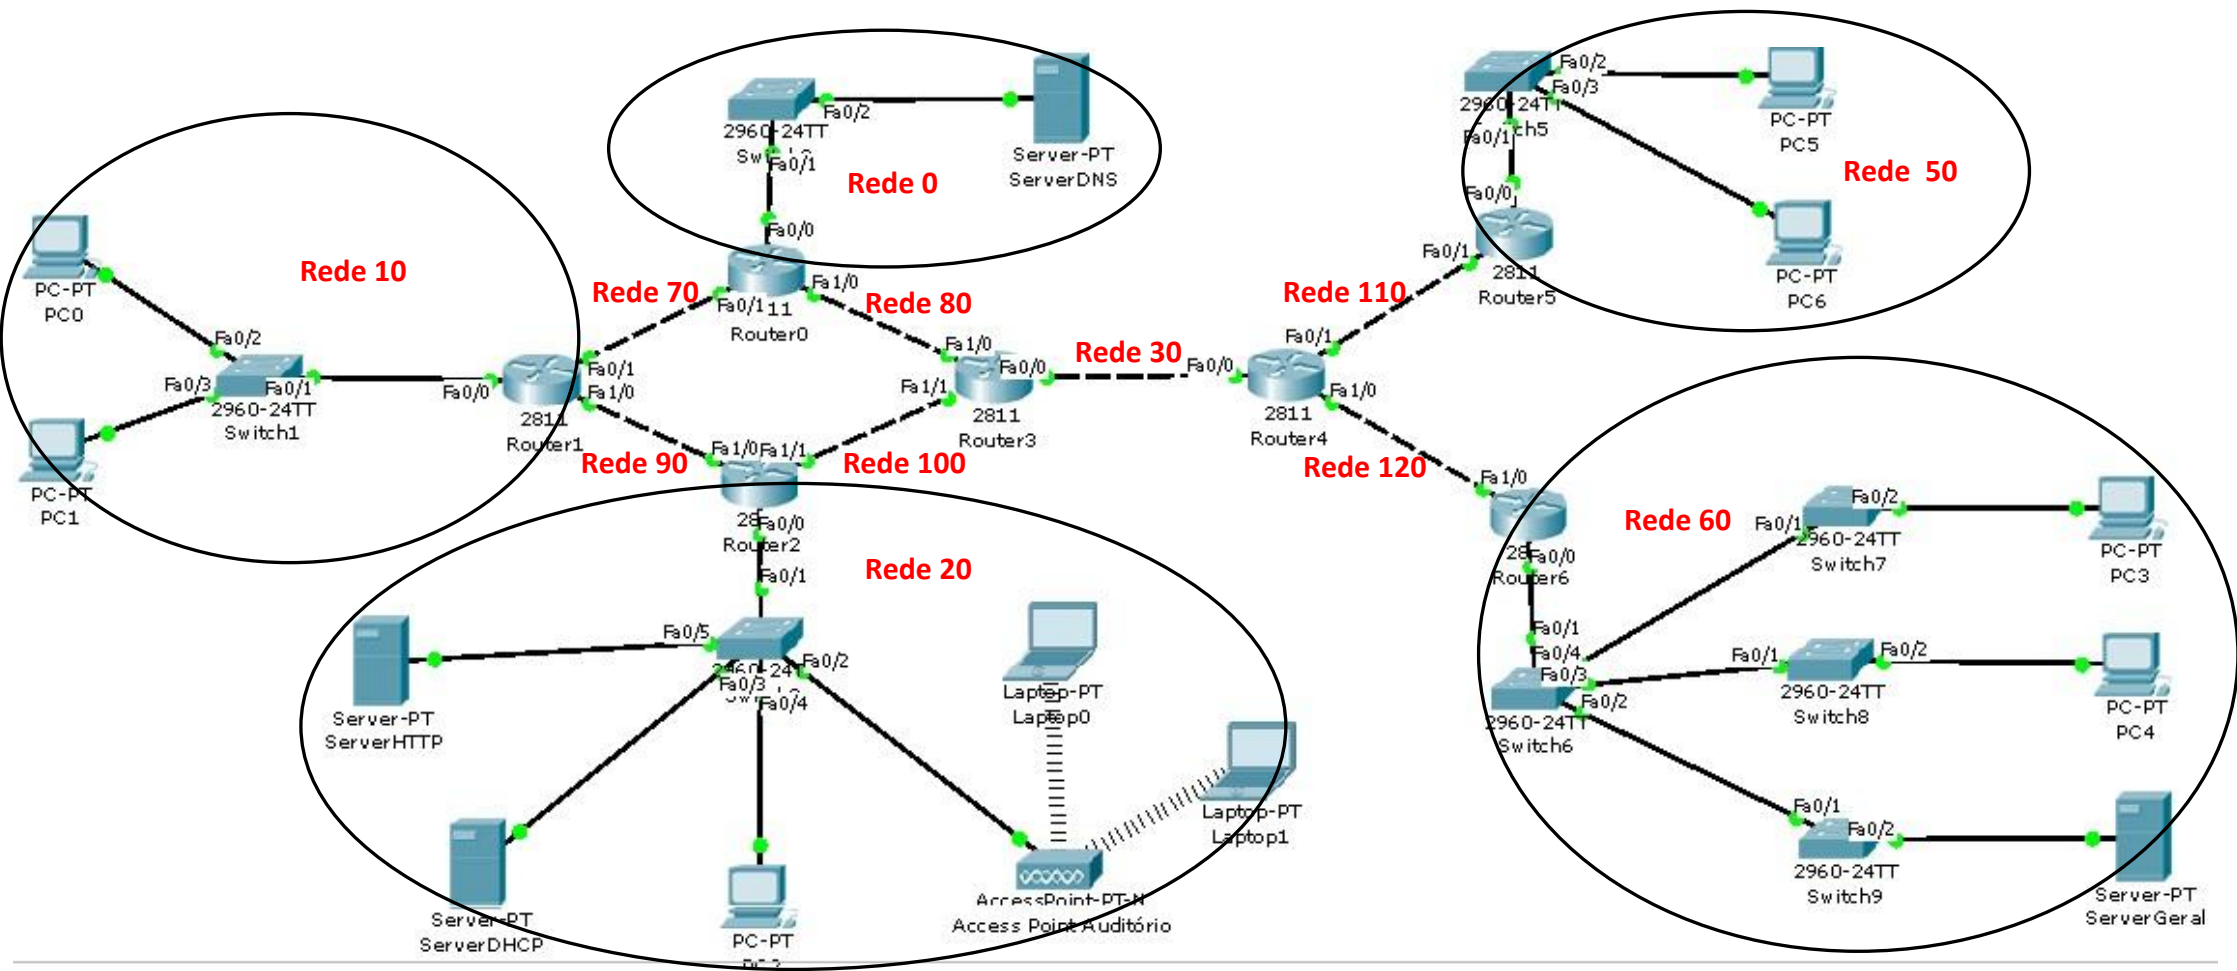 Rede 0
2960-24TT
Fa0/2
Fa0/1
Server-PT
ServerDNS
Fa0/0
Fa0/1
Fa1/0
11
Router0
Rede 10
PC-PT
PC0
Fa0/2
Fa0/3
Fa0/1
2960-24TT
Switch1
PC-PT
PC1
Fa0/0
Fa0/1
Fa1/0
2811
Router1
Rede 70
Rede 80
Rede 90
Rede 100
Fa1/0
Fa0/0
Fa1/1
2811
Router3
Rede 30
Fa0/0
Fa0/1
Fa1/0
2811
Router4
Rede 110
Rede 120
Fa0/2
Fa0/3
2960-24TT
Fa0/1
Fa0/0
Fa0/1
2811
Router5
PC-PT
PC5
Rede 50
PC-PT
PC6
Fa1/0
Fa1/1
Fa0/0
Router2
Fa0/1
Rede 20
Fa0/5
Fa0/2
Fa0/3
Fa0/4
Server-PT
ServerHTTP
Server-PT
ServerDHCP
PC-PT
Laptop-PT
Laptop0
Laptop-PT
Laptop1
AccessPoint-PT-N
Access Point Auditório
Fa1/0
Fa0/0
Router6
Rede 60
Fa0/1
Fa0/4
Fa0/3
Fa0/2
2960-24TT
Switch6
Fa0/1
Fa0/2
2960-24TT
Switch7
PC-PT
PC3
Fa0/1
Fa0/2
2960-24TT
Switch8
PC-PT
PC4
Fa0/1
Fa0/2
2960-24TT
Switch9
Server-PT
ServerGeral